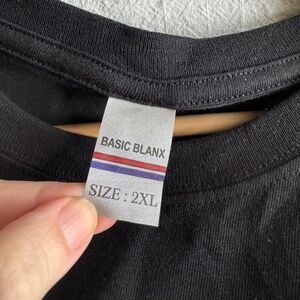 BASIC BLANX
SIZE : 2XL